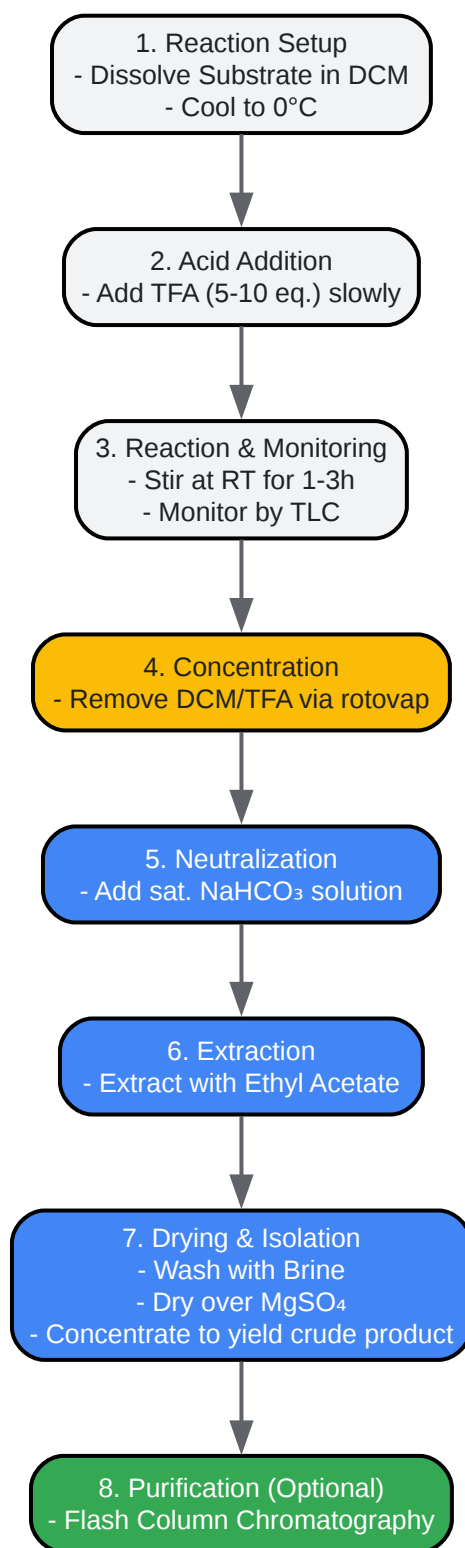 1. Reaction Setup
- Dissolve Substrate in DCM
- Cool to 0°C
2. Acid Addition
- Add TFA (5-10 eq.) slowly
3. Reaction & Monitoring
- Stir at RT for 1-3h
- Monitor by TLC
4. Concentration
- Remove DCM/TFA via rotovap
5. Neutralization
- Add sat. NaHCO₃ solution
6. Extraction
- Extract with Ethyl Acetate
7. Drying & Isolation
- Wash with Brine
- Dry over MgSO₄
- Concentrate to yield crude product
8. Purification (Optional)
- Flash Column Chromatography